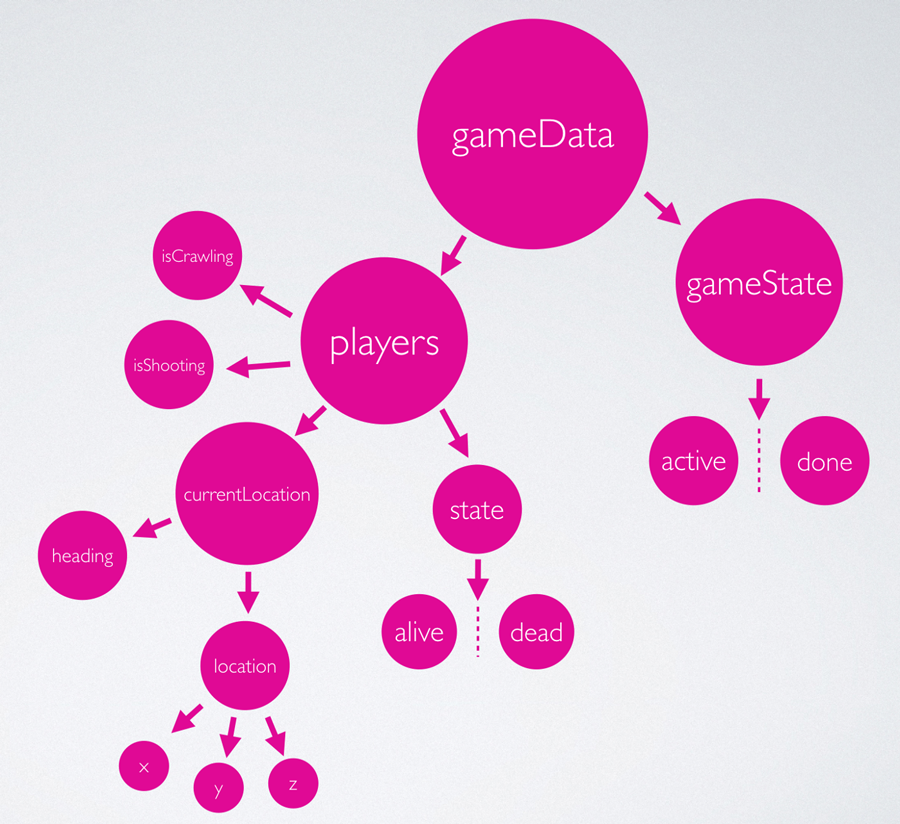 gameData
isCrawling
gameState
players
isShooting
active
done
currentLocation
state
heading
alive
dead
location
x
y
z